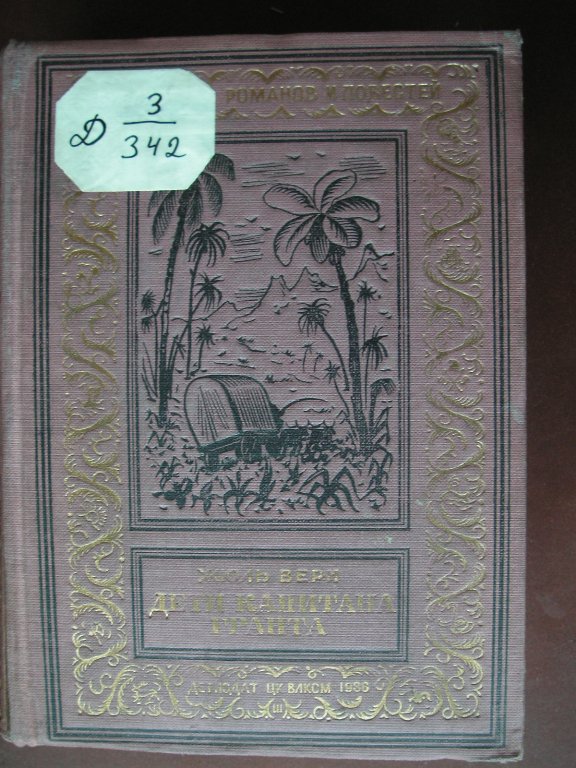 Д 3
342
РОМАНОВ И ПОВЕСТЕЙ
ЖЮЛЬ ВЕРН
ДЕТИ КАПИТАНА
ГРАНТА
ДЕТИЗДАТ ЦК ВЛКСМ 1936